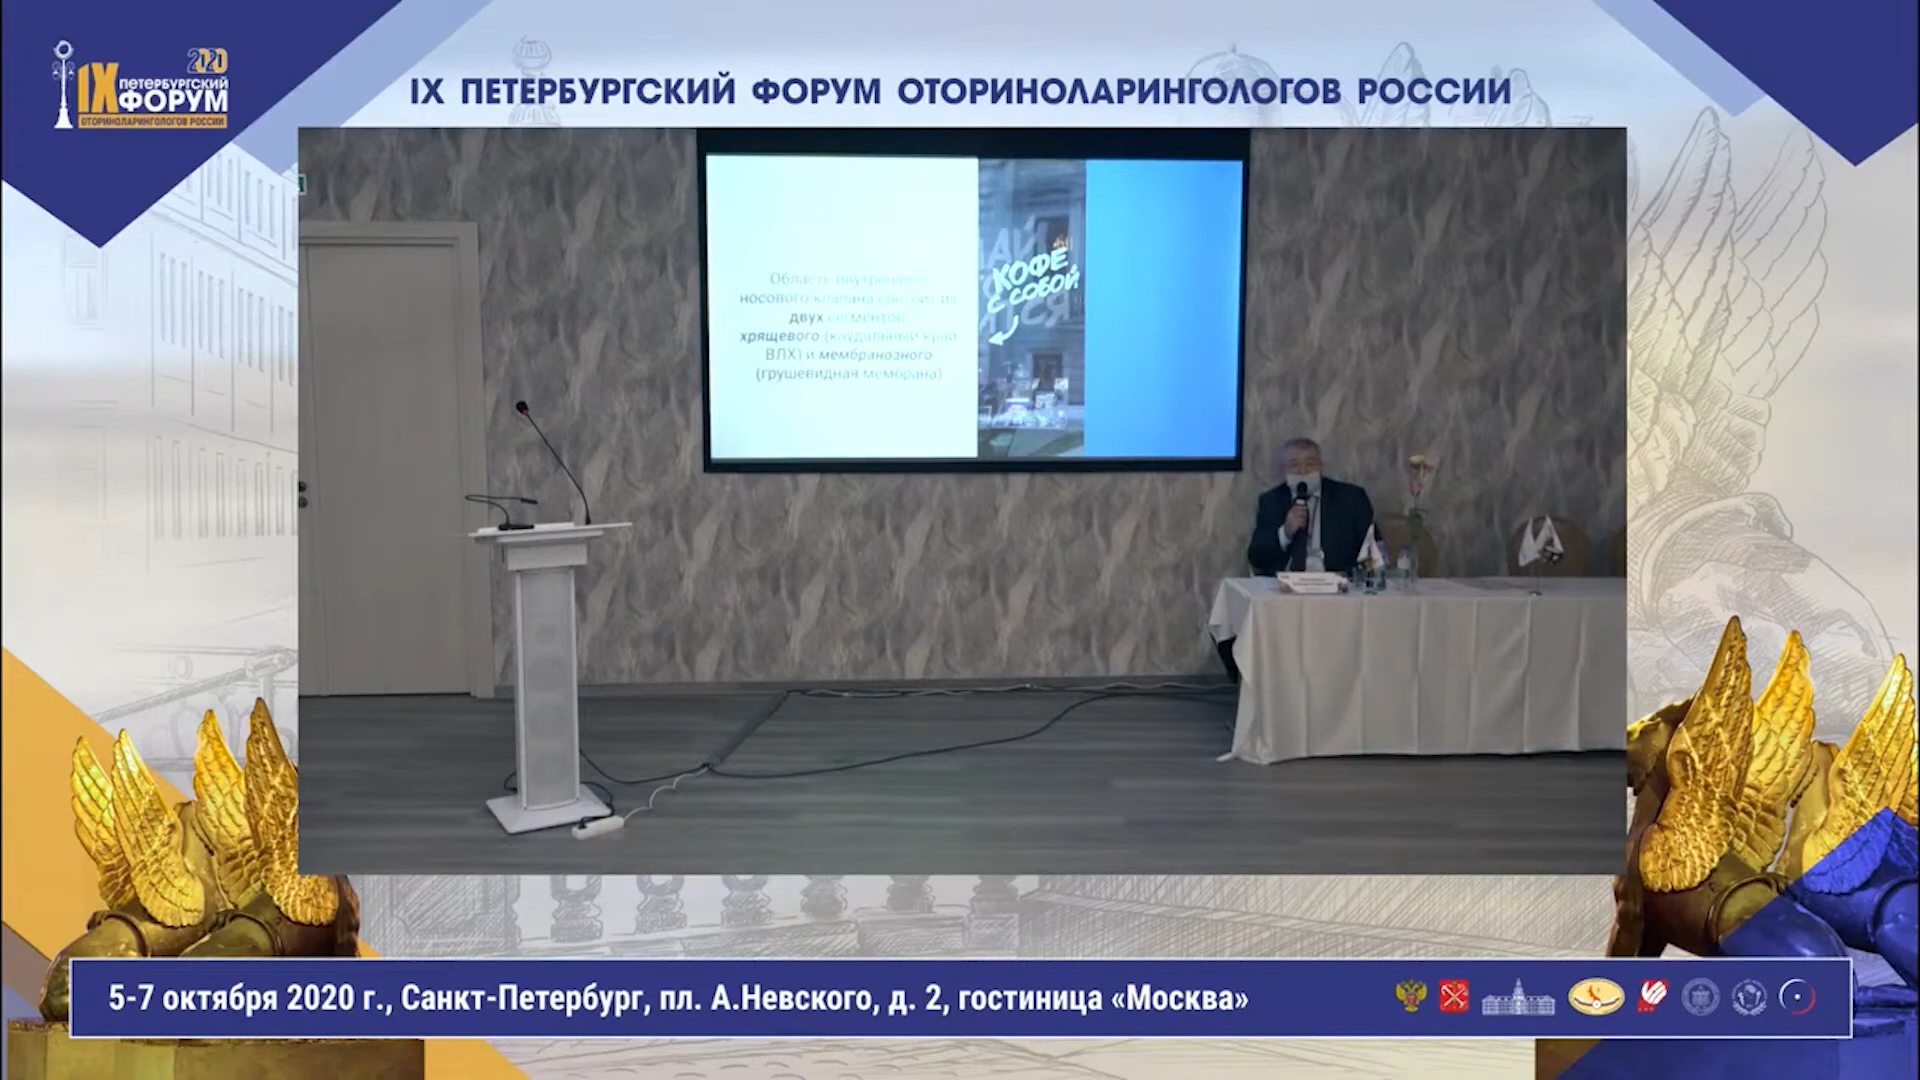 2020
IX ПЕТЕРБУРГСКИЙ
ФОРУМ
ОТОРИНОЛАРИНГОЛОГОВ РОССИИ
IX ПЕТЕРБУРГСКИЙ ФОРУМ ОТОРИНОЛАРИНГОЛОГОВ РОССИИ
Область внутреннего
носового клапана состоит из
двух сегментов:
хрящевого (каудальный край
ВЛХ) и мембранозного
(грушевидная мембрана)
КОФЕ
С СОБОЙ
5-7 октября 2020 г., Санкт-Петербург, пл. А.Невского, д. 2, гостиница «Москва»